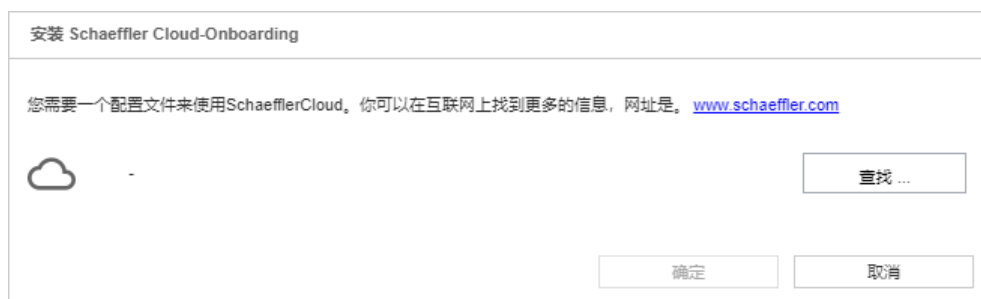 安装 Schaeffler Cloud-Onboarding
您需要一个配置文件来使用SchaefflerCloud。你可以在互联网上找到更多的信息，网址是。 www.schaeffler.com
-
查找 ...
确定
取消